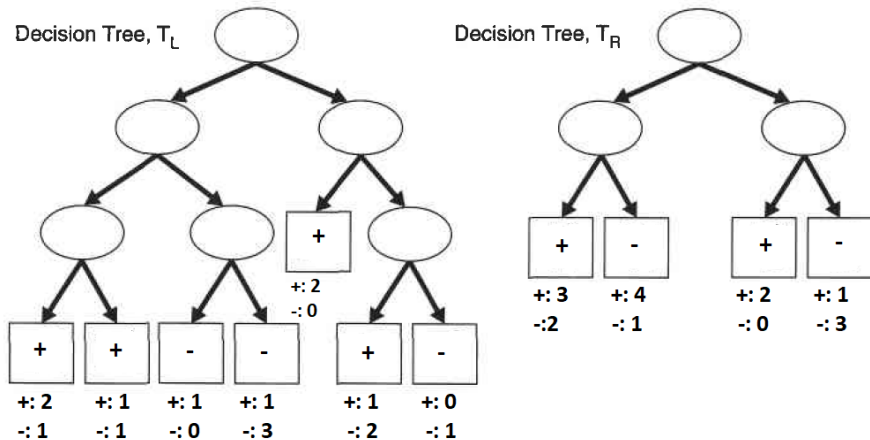 Decision Tree, T_L
Decision Tree, T_R
+ - + -
+
+: 2
-: 0
+: 3 +: 4 +: 2 +: 1
-:2 -: 1 -: 0 -: 3
+ + - - + -
+: 2 +: 1 +: 1 +: 1 +: 1 +: 0
-: 1 -: 1 -: 0 -: 3 -: 2 -: 1